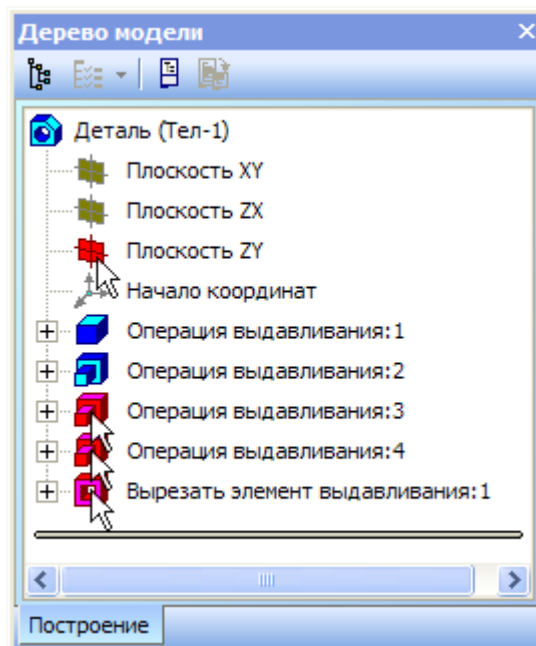 Дерево модели
Деталь (Тел-1)
Плоскость XY
Плоскость ZX
Плоскость ZY
Начало координат
Операция выдавливания:1
Операция выдавливания:2
Операция выдавливания:3
Операция выдавливания:4
Вырезать элемент выдавливания:1
Построение